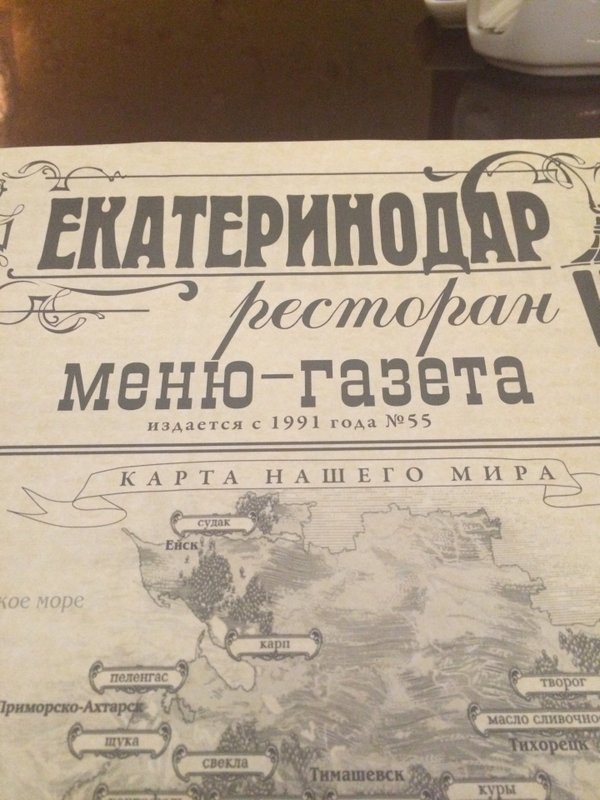 ЕКАТЕРИНОДАР
ресторан
меню-газета
издается с 1991 года №55
КАРТА НАШЕГО МИРА
судак
Ейск
кое море
карп
пеленгас
творог
Приморско-Ахтарск
масло сливочное
щука
Тихорецк
свекла
Тимашевск
куры